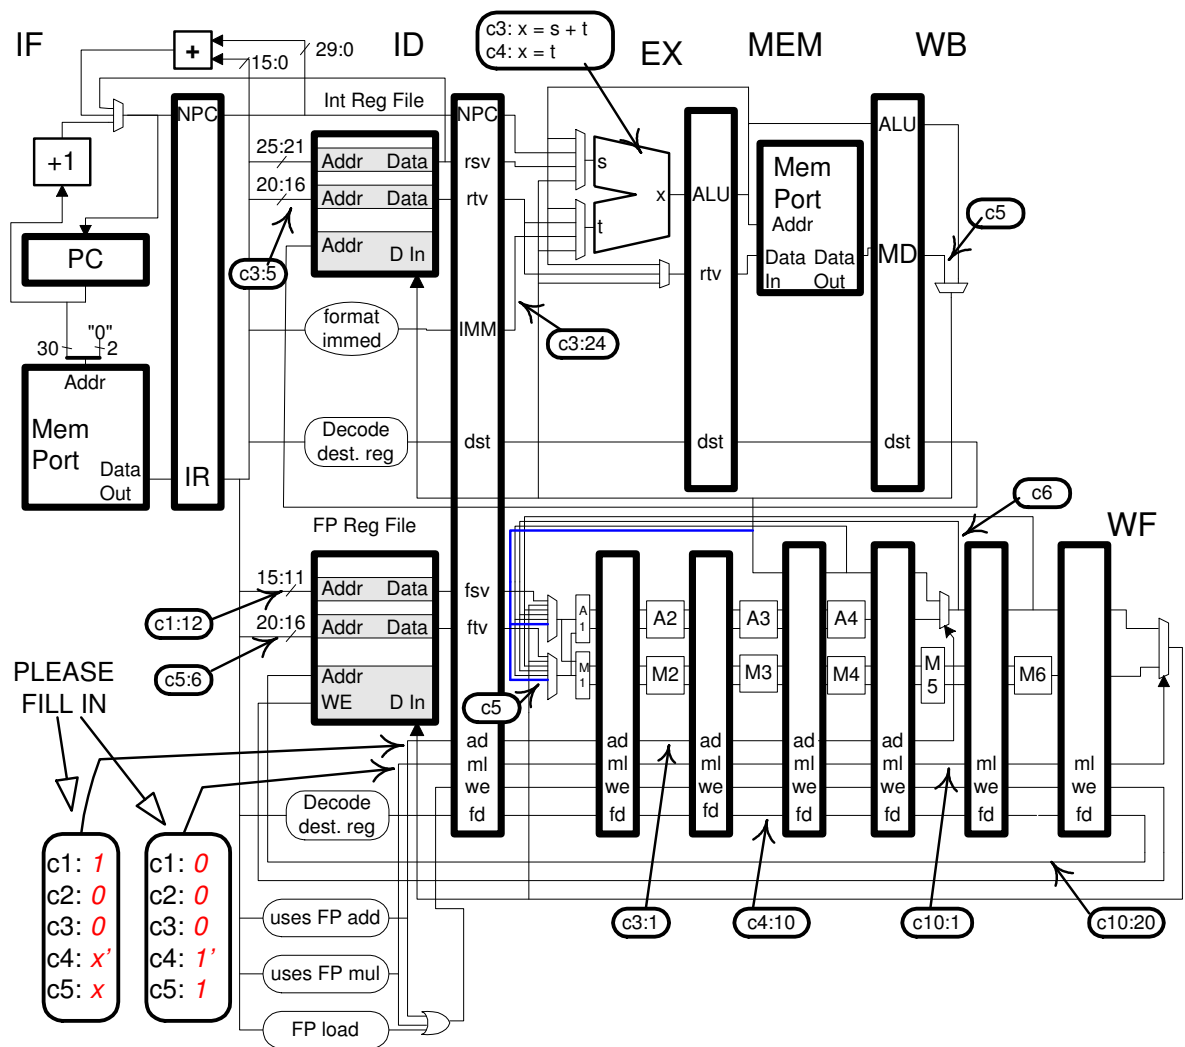 IF
ID
EX
MEM
WB
c3: x = s + t
c4: x = t
+
29:0
15:0
Int Reg File
NPC
NPC
+1
25:21
Addr Data
rsv
20:16
Addr Data
rtv
Addr
D In
c3:5
PC
s
t
x
ALU
rtv
Mem
Port
Addr
Data
In
Data
Out
ALU
MD
c5
format
immed
IMM
c3:24
"0"
30
2
Addr
Mem
Port
Data
Out
IR
Decode
dest. reg
dst
dst
dst
c6
WF
FP Reg File
15:11
Addr Data
fsv
c1:12
20:16
Addr Data
ftv
c5:6
Addr
WE D In
A
1
A2
A3
A4
M
1
M2
M3
M4
M
5
M6
c5
PLEASE
FILL IN
ad
ml
we
fd
ad
ml
we
fd
ad
ml
we
fd
ad
ml
we
fd
ad
ml
we
fd
ml
we
fd
ml
we
fd
Decode
dest. reg
c1: 1
c2: 0
c3: 0
c4: x’
c5: x
c1: 0
c2: 0
c3: 0
c4: 1’
c5: 1
uses FP add
uses FP mul
FP load
c3:1
c4:10
c10:1
c10:20